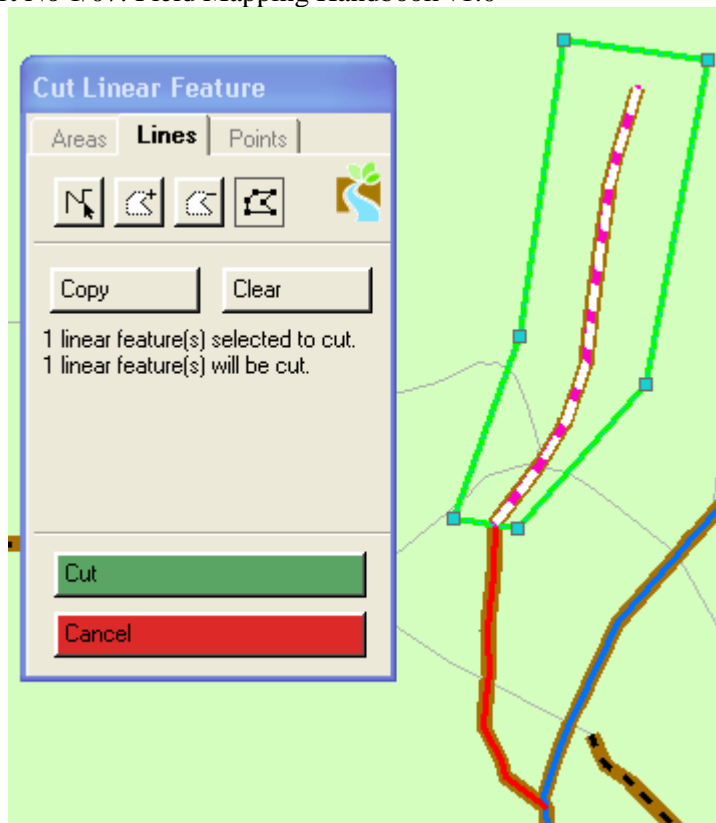 Cut Linear Feature
Areas Lines Points
Copy Clear
1 linear feature(s) selected to cut.
1 linear feature(s) will be cut.
Cut
Cancel